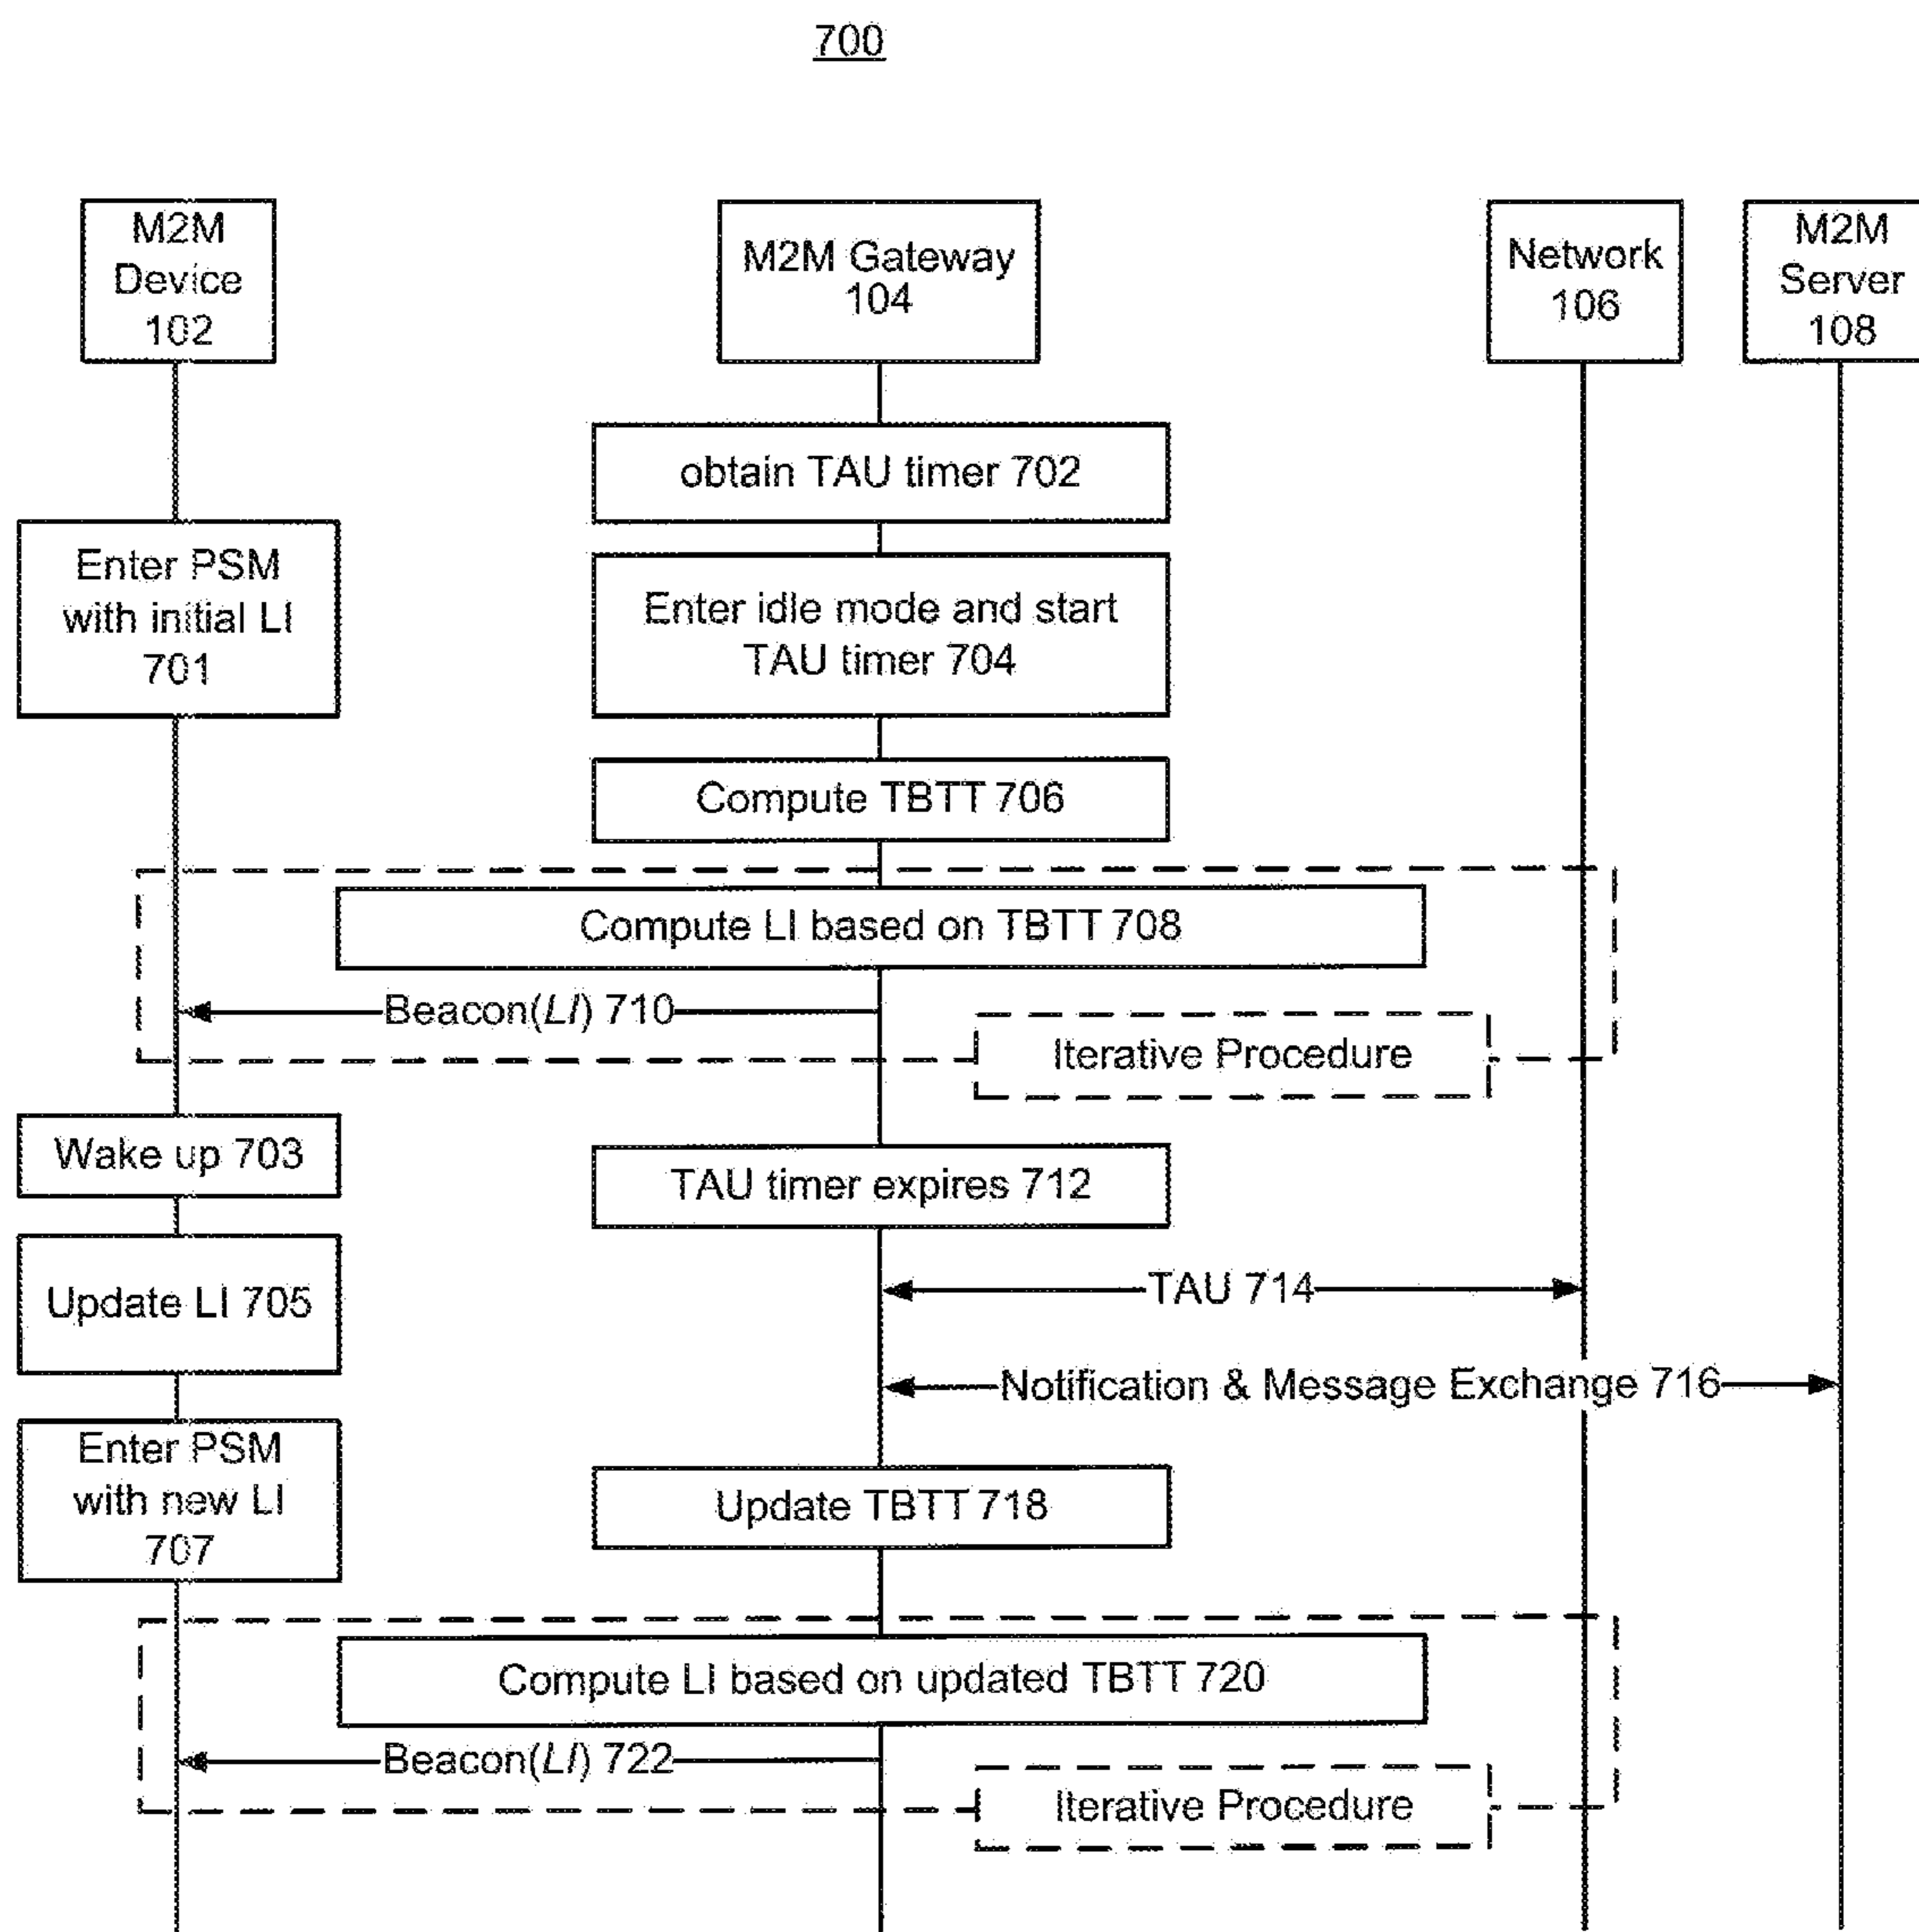 700
M2M
Device
102
M2M Gateway
104
Network
106
M2M
Server
108
obtain TAU timer 702
Enter PSM
with initial LI
701
Enter idle mode and start
TAU timer 704
Compute TBTT 706
Compute LI based on TBTT 708
Beacon(LI) 710
Iterative Procedure
Wake up 703
TAU timer expires 712
Update LI 705
TAU 714
Notification & Message Exchange 716
Enter PSM
with new LI
707
Update TBTT 718
Compute LI based on updated TBTT 720
Beacon(LI) 722
Iterative Procedure